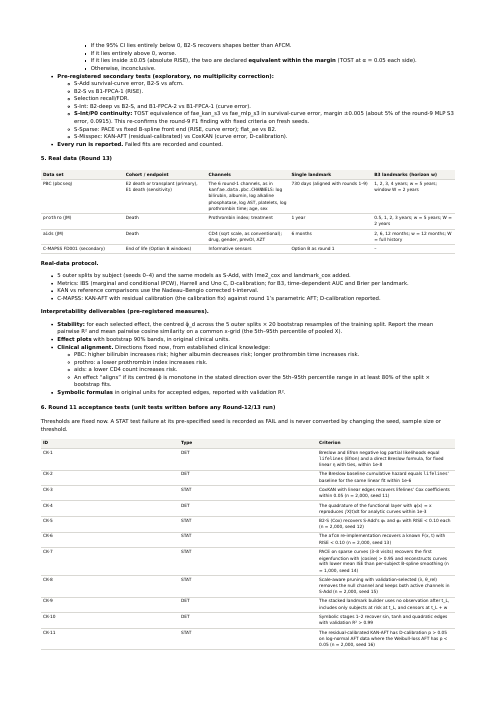 If the 95% CI lies entirely below 0, B2-S recovers shapes better than AFCM.
If it lies entirely above 0, worse.
If it lies inside ±0.05 (absolute RISE), the two are declared equivalent within the margin (TOST at α = 0.05 each side).
Otherwise, inconclusive.
Pre-registered secondary tests (exploratory, no multiplicity correction):
S-Add survival-curve error, B2-S vs afcm.
B2-S vs B1-FPCA-1 (RISE).
Selection recall/FDR.
S-Int: B2-deep vs B2-S, and B1-FPCA-2 vs B1-FPCA-1 (curve error).
S-Int/P0 continuity: TOST equivalence of fae_kan_s3 vs fae_mlp_s3 in survival-curve error, margin ±0.005 (about 5% of the round-9 MLP S3
error, 0.0915). This re-confirms the round-9 F1 finding with fixed criteria on fresh seeds.
S-Sparse: PACE vs fixed B-spline front end (RISE, curve error); flat_ae vs B2.
S-Misspec: KAN-AFT (residual-calibrated) vs CoxKAN (curve error, D-calibration).
Every run is reported. Failed fits are recorded and counted.
5. Real data (Round 13)
Data set Cohort / endpoint Channels Single landmark B3 landmarks (horizon w)
PBC (pbcseq) E2 death or transplant (primary), E1 death (sensitivity) The 6 round-1 channels, as in kanfae.data.pbc.CHANNELS: log bilirubin, albumin, log alkaline phosphatase, log AST, platelets, log prothrombin time; age, sex 730 days (aligned with rounds 1–9) 1, 2, 3, 4 years; w = 5 years; window W = 2 years
prothro (JM) Death Prothrombin index, treatment 1 year 0.5, 1, 2, 3 years; w = 5 years; W = 2 years
aids (JM) Death CD4 (sqrt scale, as conventional); drug, gender, prevOI, AZT 6 months 2, 6, 12 months; w = 12 months; W = full history
C-MAPSS FD001 (secondary) End of life (Option B windows) Informative sensors Option B as in round 1 –
Real-data protocol.
5 outer splits by subject (seeds 0–4) and the same models as S-Add, with lme2_cox and landmark_cox added.
Metrics: IBS (marginal and conditional IPCW), Harrell and Uno C, D-calibration; for B3, time-dependent AUC and Brier per landmark.
KAN vs reference comparisons use the Nadeau–Bengio corrected t-interval.
C-MAPSS: KAN-AFT with residual calibration (the calibration fix) against round 1's parametric AFT; D-calibration reported.
Interpretability deliverables (pre-registered measures).
Stability: for each selected effect, the centred ϕ_d across the 5 outer splits × 20 bootstrap resamples of the training split. Report the mean
pairwise R² and mean pairwise cosine similarity on a common x-grid (the 5th–95th percentile of pooled X).
Effect plots with bootstrap 90% bands, in original clinical units.
Clinical alignment. Directions fixed now, from established clinical knowledge:
PBC: higher bilirubin increases risk; higher albumin decreases risk; longer prothrombin time increases risk.
prothro: a lower prothrombin index increases risk.
aids: a lower CD4 count increases risk.
An effect "aligns" if its centred ϕ is monotone in the stated direction over the 5th–95th percentile range in at least 80% of the split ×
bootstrap fits.
Symbolic formulas in original units for accepted edges, reported with validation R².
6. Round 11 acceptance tests (unit tests written before any Round-12/13 run)
Thresholds are fixed now. A STAT test failure at its pre-specified seed is recorded as FAIL and is never converted by changing the seed, sample size or
threshold.
ID Type Criterion
CK-1 DET Breslow and Efron negative log partial likelihoods equal lifelines (Efron) and a direct Breslow formula, for fixed linear η with ties, within 1e-8
CK-2 DET The Breslow baseline cumulative hazard equals lifelines' baseline for the same linear fit within 1e-6
CK-3 STAT CoxKAN with linear edges recovers lifelines' Cox coefficients within 0.05 (n = 2,000, seed 11)
CK-4 DET The quadrature of the functional layer with φ(x) = x reproduces ∫X(t)dt for analytic curves within 1e-3
CK-5 STAT B2-S (Cox) recovers S-Add's φ₁ and φ₂ with RISE < 0.10 each (n = 2,000, seed 12)
CK-6 STAT The afcm re-implementation recovers a known F(x, t) with RISE < 0.10 (n = 2,000, seed 13)
CK-7 STAT PACE on sparse curves (3–8 visits) recovers the first eigenfunction with |cosine| > 0.95 and reconstructs curves with lower mean ISE than per-subject B-spline smoothing (n = 1,000, seed 14)
CK-8 STAT Scale-aware pruning with validation-selected (λ, θ_rel) removes the null channel and keeps both active channels in S-Add (n = 2,000, seed 15)
CK-9 DET The stacked landmark builder uses no observation after t_L, includes only subjects at risk at t_L, and censors at t_L + w
CK-10 DET Symbolic stages 1–2 recover sin, tanh and quadratic edges with validation R² > 0.99
CK-11 STAT The residual-calibrated KAN-AFT has D-calibration p > 0.05 on log-normal AFT data where the Weibull-loss AFT has p < 0.05 (n = 2,000, seed 16)